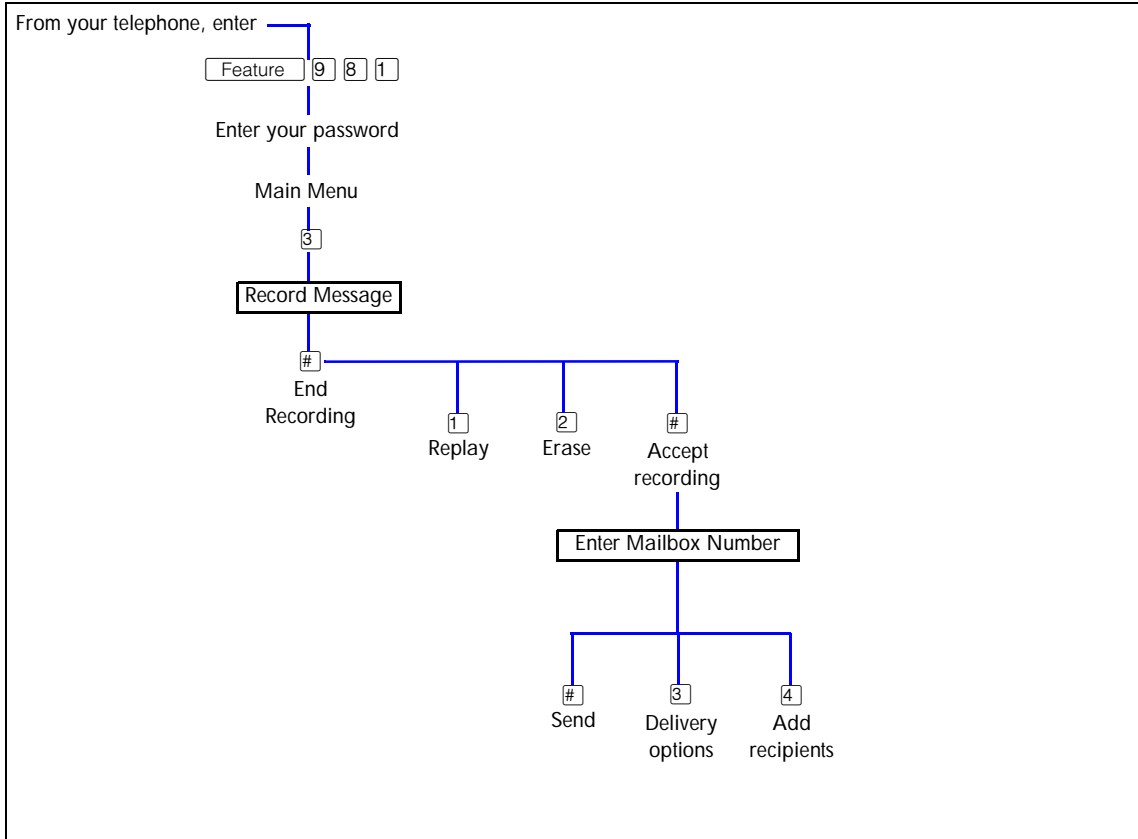 From your telephone, enter
Feature 9 8 1
Enter your password
Main Menu
3
Record Message
#
End
Recording
1
Replay
2
Erase
#
Accept
recording
Enter Mailbox Number
#
Send
3
Delivery
options
4
Add
recipients